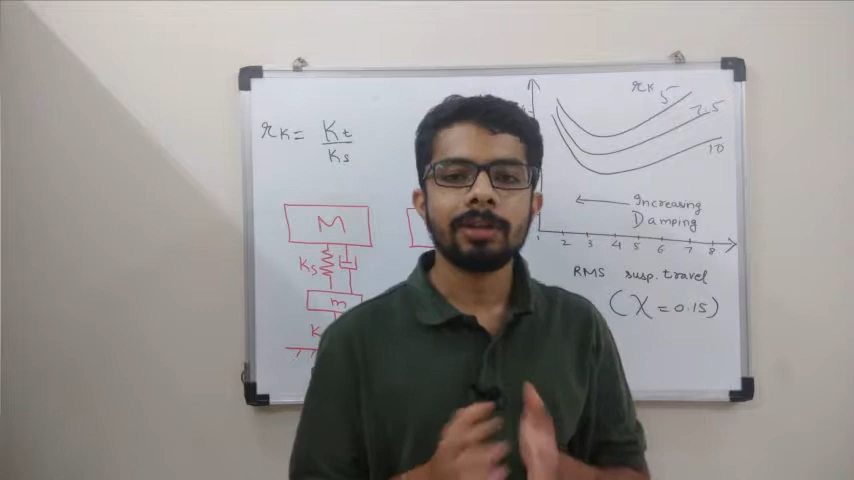 rK = Kt
Ks
M
Ks
m
K
rK 5
7.5
10
Increasing
Damping
1 2 3 4 5 6 7 8
RMS susp. travel
(X = 0.15)